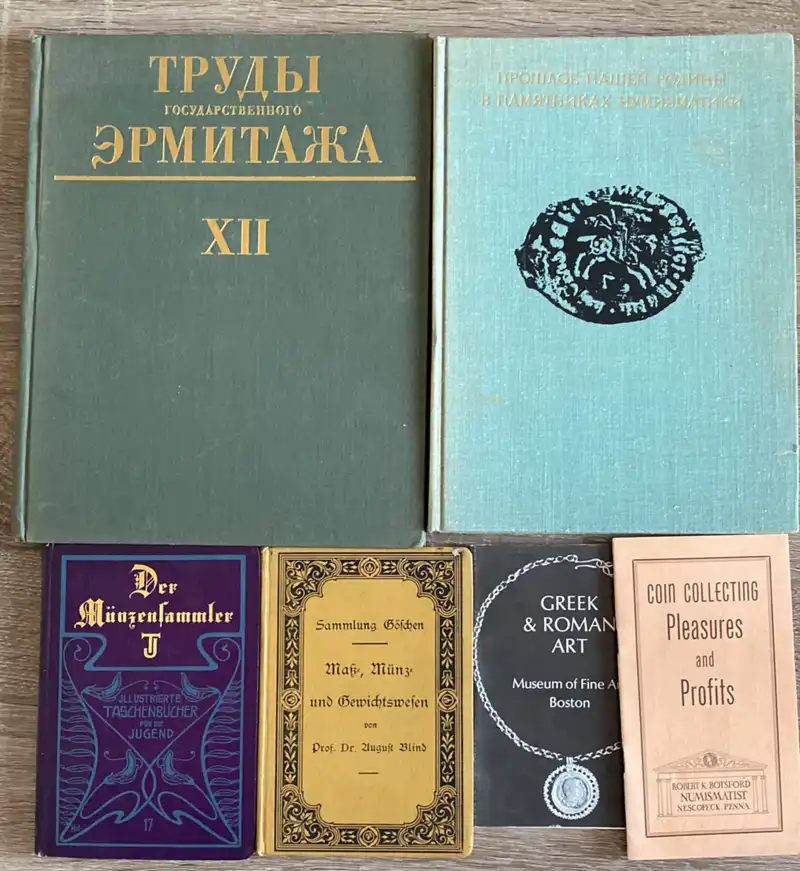 ТРУДЫ
ГОСУДАРСТВЕННОГО
ЭРМИТАЖА
XII
ПРОШЛОЕ НАШЕЙ РОДИНЫ
В ПАМЯТНИКАХ НУМИЗМАТИКИ
Der
Münzensammler
ILLUSTRIERTE
TASCHENBÜCHER
FÜR DIE
JUGEND
17
Sammlung Göschen
Maß-, Münz-
und Gewichtswesen
von
Prof. Dr. August Blind
GREEK
& ROMAN
ART
Museum of Fine
Boston
COIN COLLECTING
Pleasures
and
Profits
ROBERT K. BOTSFORD
NUMISMATIST
NESCOPECK, PENNA.